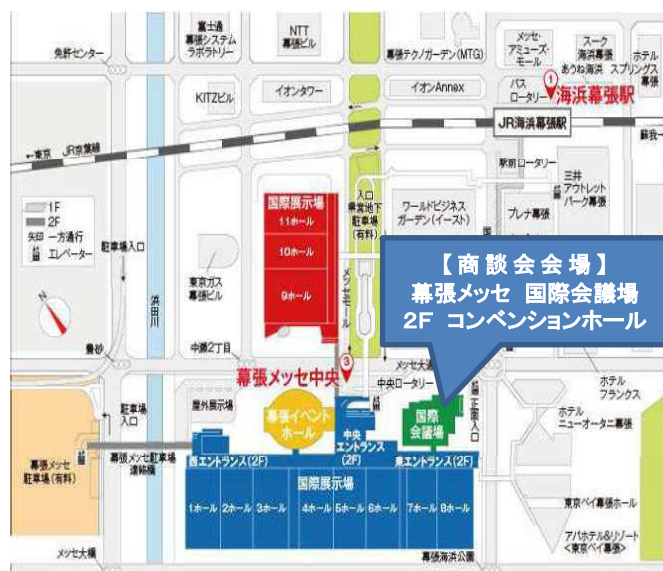 富士通
幕張システム
ラボラトリー
NTT
幕張ビル
免許センター
幕張テクノガーデン(MTG)
メッセ・
アミューズ・
モール
スーク
海浜幕張
あうね海浜
ホテル
スプリングス
幕張
KITZビル
イオンタワー
イオンAnnex
バス
ロータリー
1
海浜幕張駅
JR海浜幕張駅
←東京
JR京葉線
蘇我→
駅前ロータリー
1F
2F
矢印 一方通行
エレベーター
N
駐車場入口
浜田川
東京ガス
幕張ビル
国際展示場
11ホール
10ホール
9ホール
入口
県営地下
駐車場
(有料)
メッセモール
ワールドビジネス
ガーデン(イースト)
三井
アウトレット
パーク幕張
プレナ幕張
国
【商談会会場】
幕張メッセ 国際会議場
2F コンベンションホール
豊砂
中瀬2丁目
幕張メッセ中央
3
メッセ大通
中央ロータリー
正面入口
ホテル
フランクス
ホテル
ニューオータニ幕張
屋外展示場
駐車場
入口
幕張イベント
ホール
中央
エントランス
(2F)
国際
会議場
幕張メッセ
駐車場(有料)
幕張メッセ駐車場
連絡橋
西エントランス(2F)
東エントランス(2F)
国際展示場
1ホール
2ホール
3ホール
4ホール
5ホール
6ホール
7ホール
8ホール
東京ベイ幕張ホール
アパホテル&リゾート
<東京ベイ幕張>
メッセ大橋
幕張海浜公園